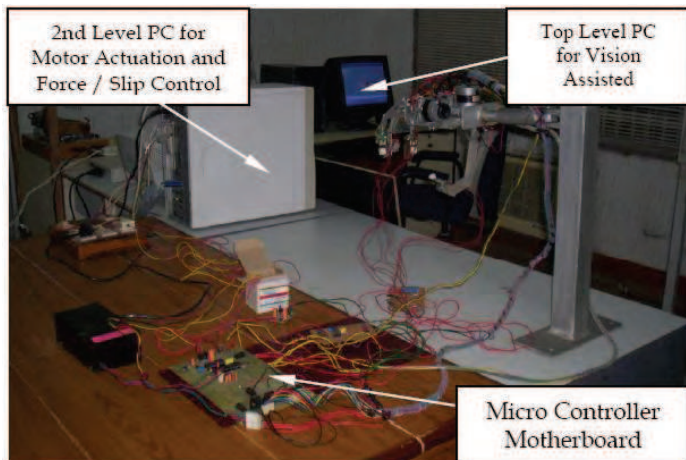 2nd Level PC for
Motor Actuation and
Force / Slip Control
Top Level PC
for Vision
Assisted
Micro Controller
Motherboard